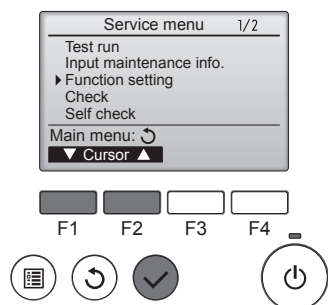 Service menu 1/2
Test run
Input maintenance info.
Function setting
Check
Self check
Main menu:
Cursor
F1 F2 F3 F4